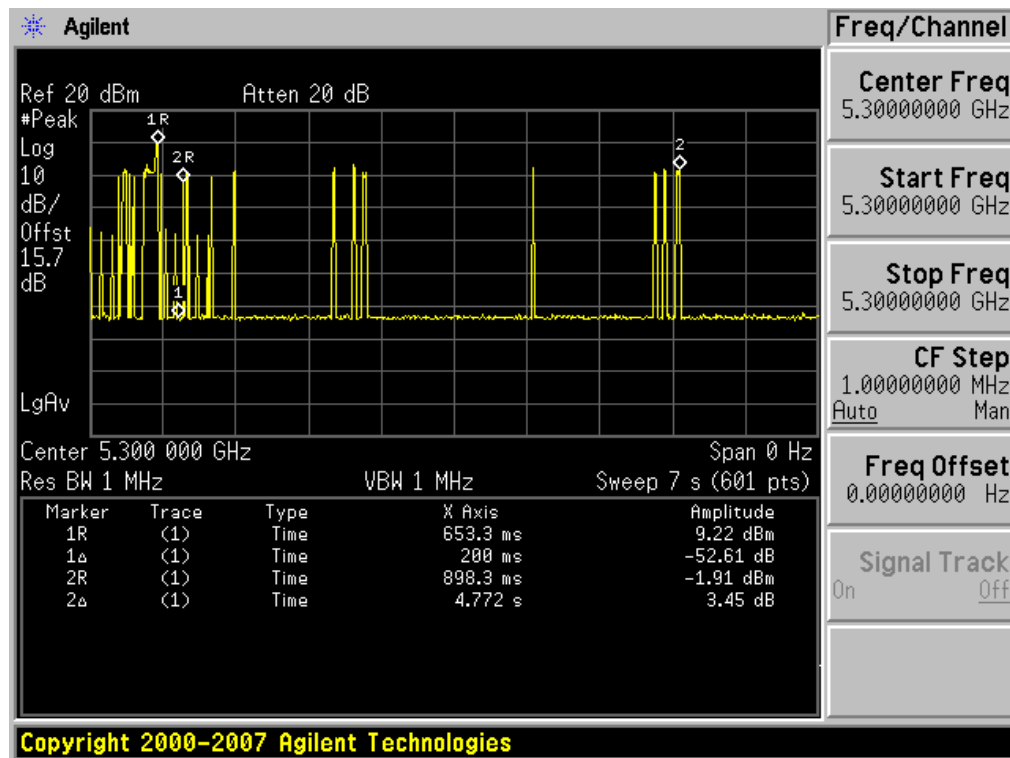 Agilent
Freq/Channel
Ref 20 dBm Atten 20 dB
#Peak
Log
10
dB/
Offst
15.7
dB
LgAv
1R
2R
1
2
Center 5.300 000 GHz Span 0 Hz
Res BW 1 MHz VBW 1 MHz Sweep 7 s (601 pts)
Marker Trace Type X Axis Amplitude
1R (1) Time 653.3 ms 9.22 dBm
1Δ (1) Time 200 ms -52.61 dB
2R (1) Time 898.3 ms -1.91 dBm
2Δ (1) Time 4.772 s 3.45 dB
Center Freq
5.30000000 GHz
Start Freq
5.30000000 GHz
Stop Freq
5.30000000 GHz
CF Step
1.00000000 MHz
Auto Man
Freq Offset
0.00000000 Hz
Signal Track
On Off
Copyright 2000-2007 Agilent Technologies